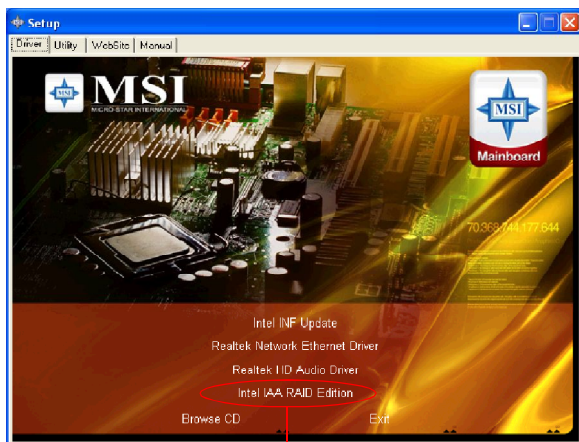 Setup
Driver Utility WebSite Manual
MSI
MICRO-STAR INTERNATIONAL
MSI
Mainboard
70.368.744.177.644
Intel INF Update
Realtek Network Ethernet Driver
Realtek HD Audio Driver
Intel IAA RAID Edition
Browse CD Exit